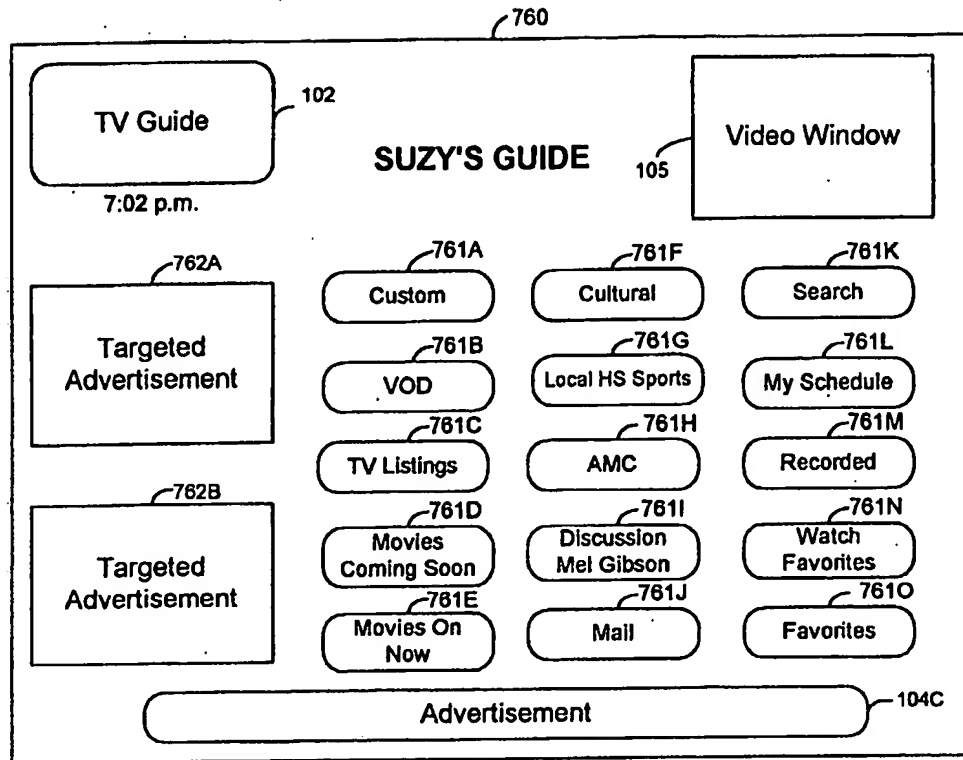 760
TV Guide
102
SUZY'S GUIDE
105
Video Window
7:02 p.m.
762A
Targeted
Advertisement
762B
Targeted
Advertisement
761A
Custom
761F
Cultural
761K
Search
761B
VOD
761G
Local HS Sports
761L
My Schedule
761C
TV Listings
761H
AMC
761M
Recorded
761D
Movies
Coming Soon
761I
Discussion
Mel Gibson
761N
Watch
Favorites
761E
Movies On
Now
761J
Mail
761O
Favorites
Advertisement
104C